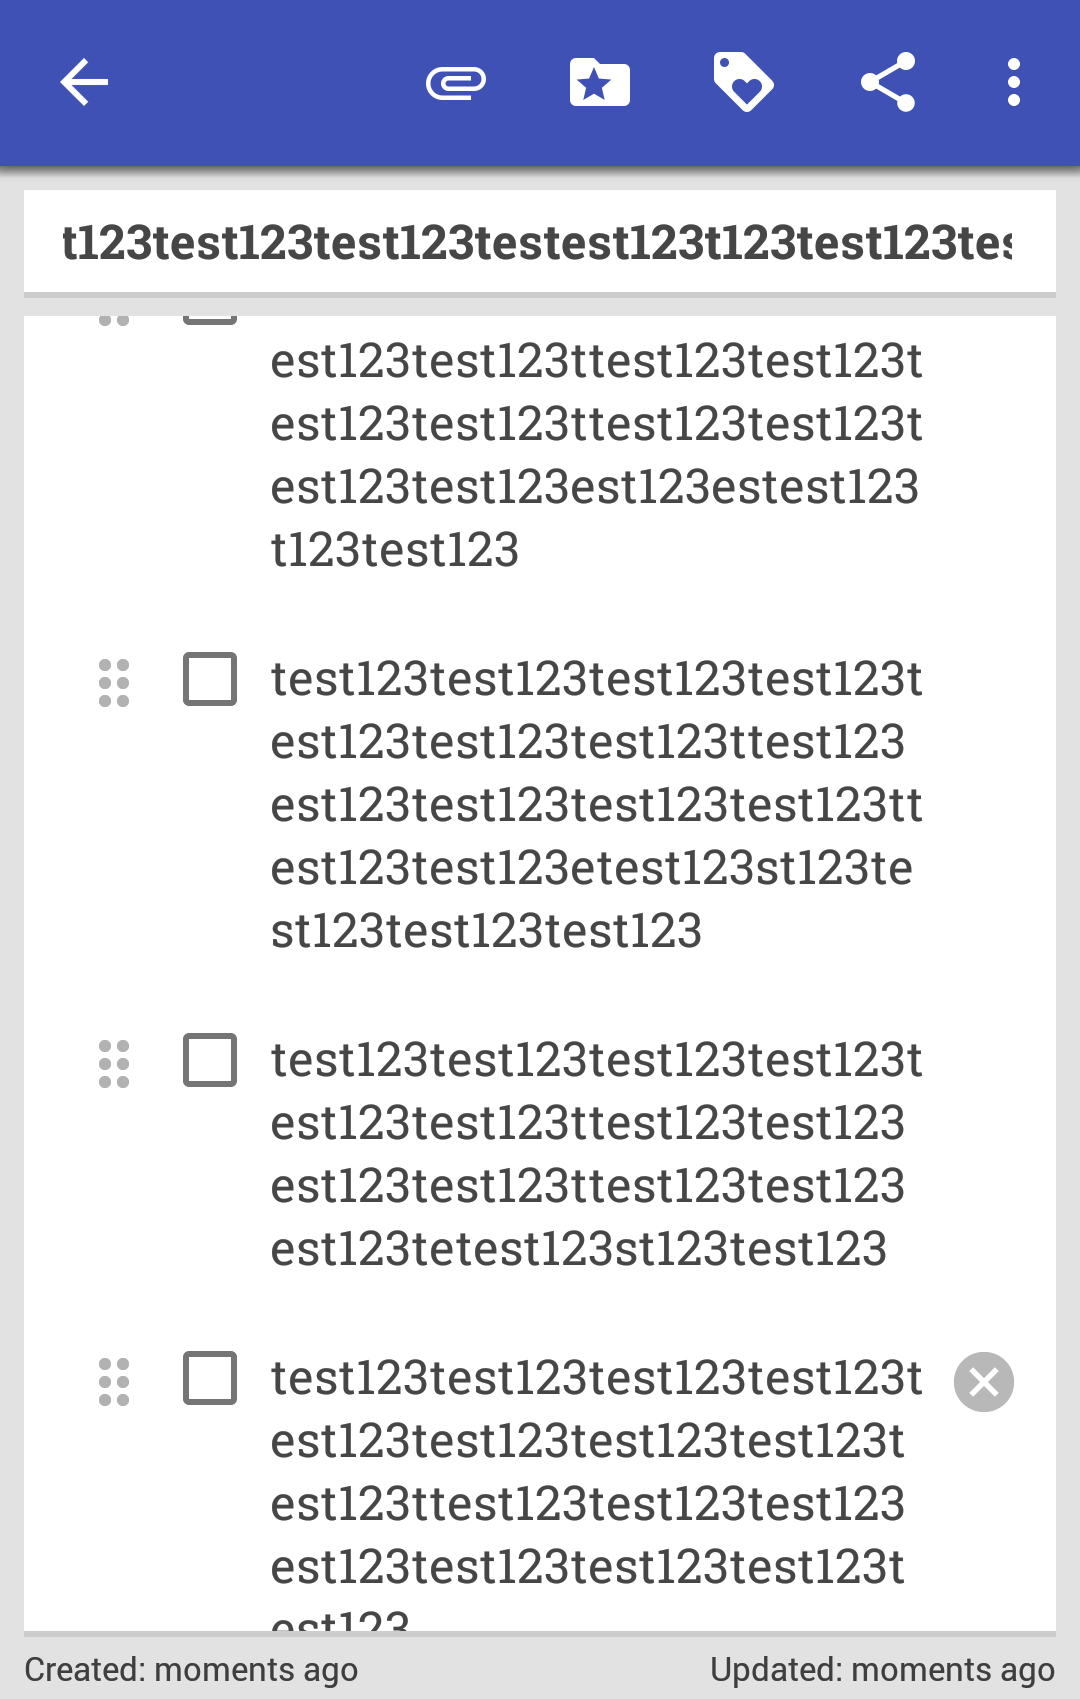 t123test123test123testest123t123test123tes
est123test123ttest123test123t
est123test123ttest123test123t
est123test123est123estest123
t123test123
test123test123test123test123t
est123test123test123ttest123
est123test123test123test123tt
est123test123etest123st123te
st123test123test123
test123test123test123test123t
est123test123ttest123test123
est123test123ttest123test123
est123tetest123st123test123
test123test123test123test123t
est123test123test123test123t
est123ttest123test123test123
est123test123test123test123t
est123
Created: moments ago
Updated: moments ago